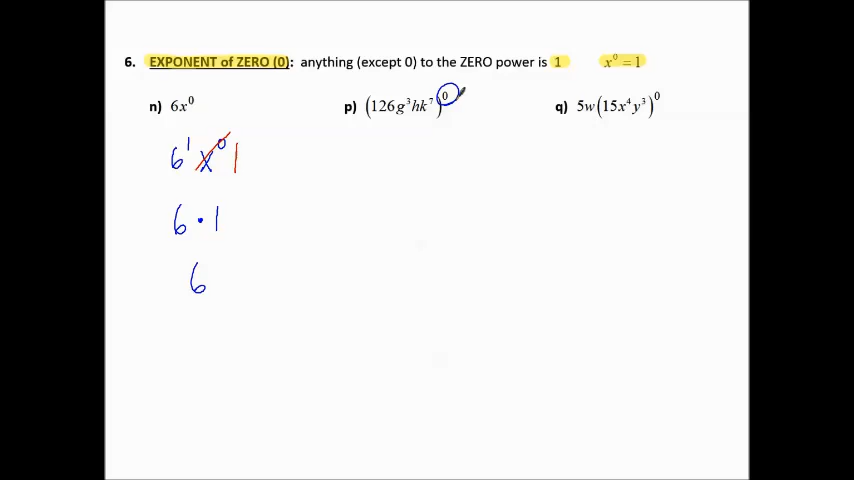 6. EXPONENT of ZERO (0): anything (except 0) to the ZERO power is 1 x⁰ = 1
n) 6x⁰ p) (126g³hk⁷)⁰ q) 5w(15x⁴y³)⁰
6¹ x⁰ 1
6 · 1
6